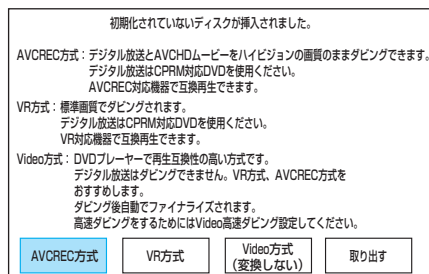 初期化されていないディスクが挿入されました。
AVCREC方式：デジタル放送とAVCHDムービーをハイビジョンの画質のままダビングできます。
デジタル放送はCPRM対応DVDを使用ください。
AVCREC対応機器で互換再生できます。
VR方式：標準画質でダビングされます。
デジタル放送はCPRM対応DVDを使用ください。
VR対応機器で互換再生できます。
Video方式：DVDプレーヤーで再生互換性の高い方式です。
デジタル放送はダビングできません。VR方式、AVCREC方式を
おすすめします。
ダビング後自動でファイナライズされます。
高速ダビングをするためにはVideo高速ダビング設定してください。
AVCREC方式
VR方式
Video方式
（変換しない）
取り出す